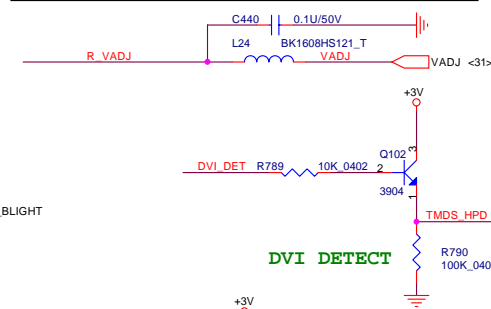 C440 0.1U/50V
L24 BK1608HS121_T
R_VADJ VADJ VADJ <31>
+3V
Q102 3
DVI_DET R789 10K_0402 2
3904 1
_BLIGHT TMDS_HPD
DVI DETECT R790
100K_040
+3V